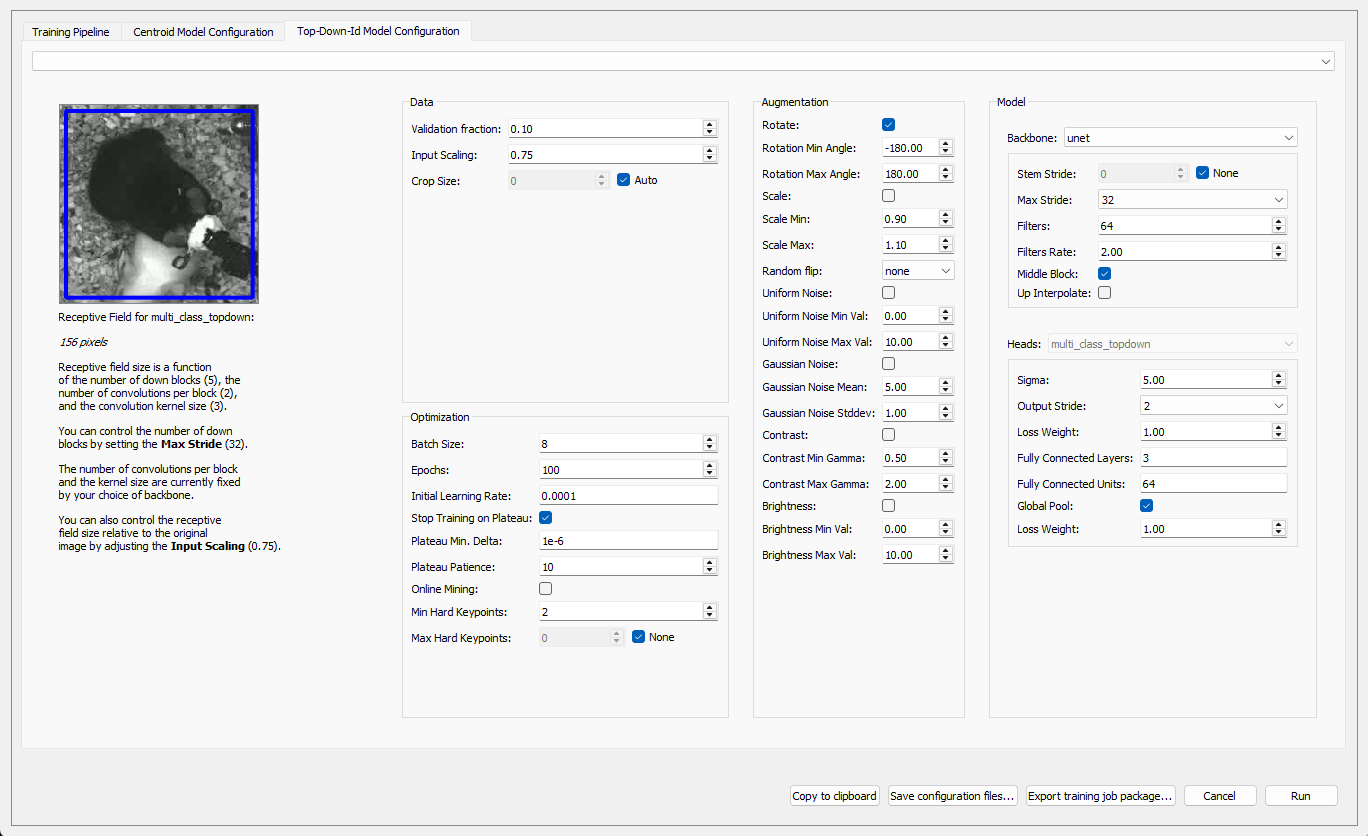 Training Pipeline
Centroid Model Configuration
Top-Down-Id Model Configuration
Receptive Field for multi_class_topdown:
156 pixels
Receptive field size is a function
of the number of down blocks (5), the
number of convolutions per block (2),
and the convolution kernel size (3).
You can control the number of down
blocks by setting the Max Stride (32).
The number of convolutions per block
and the kernel size are currently fixed
by your choice of backbone.
You can also control the receptive
field size relative to the original
image by adjusting the Input Scaling (0.75).
Data
Validation fraction: 0.10
Input Scaling: 0.75
Crop Size: 0 Auto
Optimization
Batch Size: 8
Epochs: 100
Initial Learning Rate: 0.0001
Stop Training on Plateau:
Plateau Min. Delta: 1e-6
Plateau Patience: 10
Online Mining:
Min Hard Keypoints: 2
Max Hard Keypoints: 0 None
Augmentation
Rotate:
Rotation Min Angle: -180.00
Rotation Max Angle: 180.00
Scale:
Scale Min: 0.90
Scale Max: 1.10
Random flip: none
Uniform Noise:
Uniform Noise Min Val: 0.00
Uniform Noise Max Val: 10.00
Gaussian Noise:
Gaussian Noise Mean: 5.00
Gaussian Noise Stddev: 1.00
Contrast:
Contrast Min Gamma: 0.50
Contrast Max Gamma: 2.00
Brightness:
Brightness Min Val: 0.00
Brightness Max Val: 10.00
Model
Backbone: unet
Stem Stride: 0 None
Max Stride: 32
Filters: 64
Filters Rate: 2.00
Middle Block:
Up Interpolate:
Heads: multi_class_topdown
Sigma: 5.00
Output Stride: 2
Loss Weight: 1.00
Fully Connected Layers: 3
Fully Connected Units: 64
Global Pool:
Loss Weight: 1.00
Copy to clipboard
Save configuration files...
Export training job package...
Cancel
Run